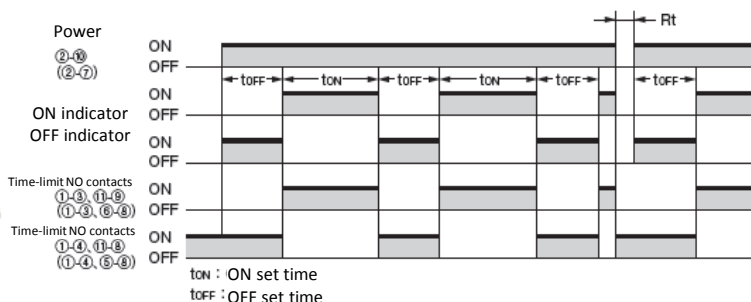 Rt
Power
ON
②-⑩
OFF
(②-⑦)
tOFF tON tOFF tON tOFF tOFF
ON
ON indicator
OFF
OFF indicator
ON
OFF
Time-limit NO contacts
ON
①-③、⑪-⑨
(①-③、⑥-⑧)
OFF
Time-limit NO contacts
ON
①-④、⑪-⑧
(①-④、⑤-⑧)
OFF
tON : ON set time
tOFF : OFF set time